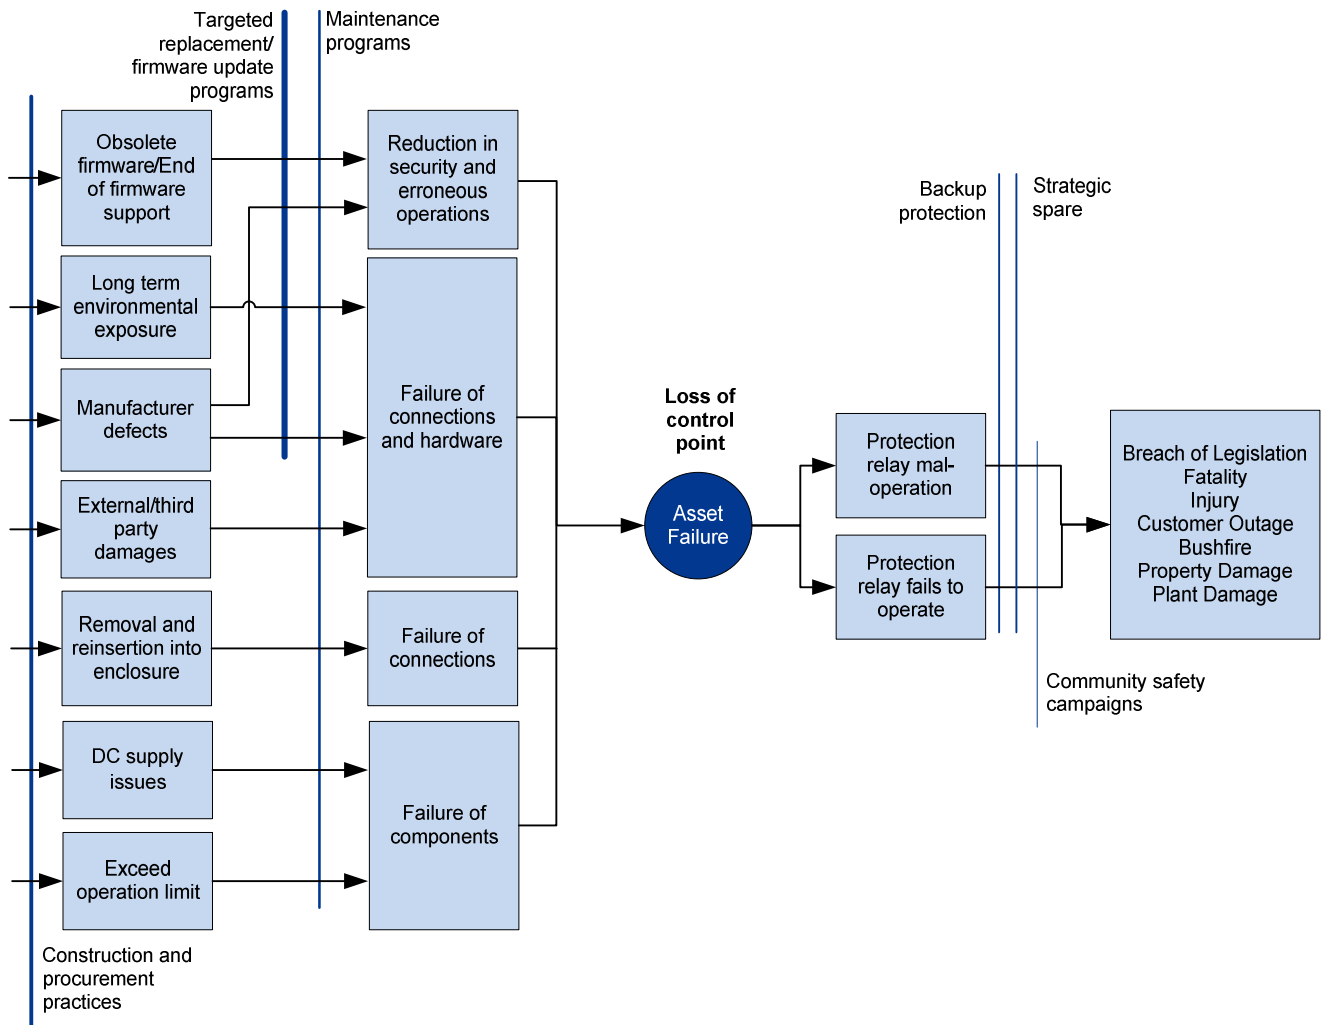 Targeted
replacement/
firmware update
programs
Maintenance
programs
Obsolete
firmware/End
of firmware
support
Reduction in
security and
erroneous
operations
Long term
environmental
exposure
Manufacturer
defects
Failure of
connections
and hardware
External/third
party
damages
Removal and
reinsertion into
enclosure
Failure of
connections
DC supply
issues
Failure of
components
Exceed
operation limit
Construction and
procurement
practices
Loss of
control
point
Asset
Failure
Backup
protection
Strategic
spare
Protection
relay mal-
operation
Protection
relay fails to
operate
Breach of Legislation
Fatality
Injury
Customer Outage
Bushfire
Property Damage
Plant Damage
Community safety
campaigns